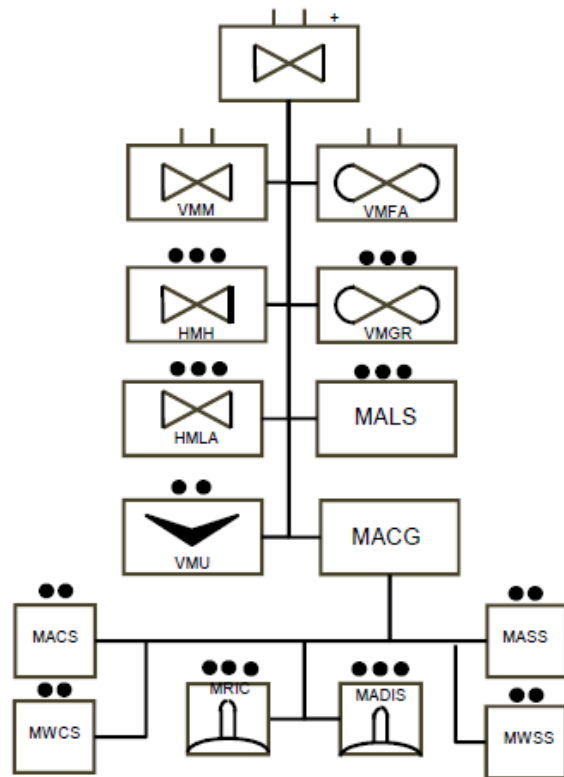 +
VMM
VMFA
HMH
VMGR
HMLA
MALS
VMU
MACG
MACS
MASS
MRIC
MADIS
MWCS
MWSS